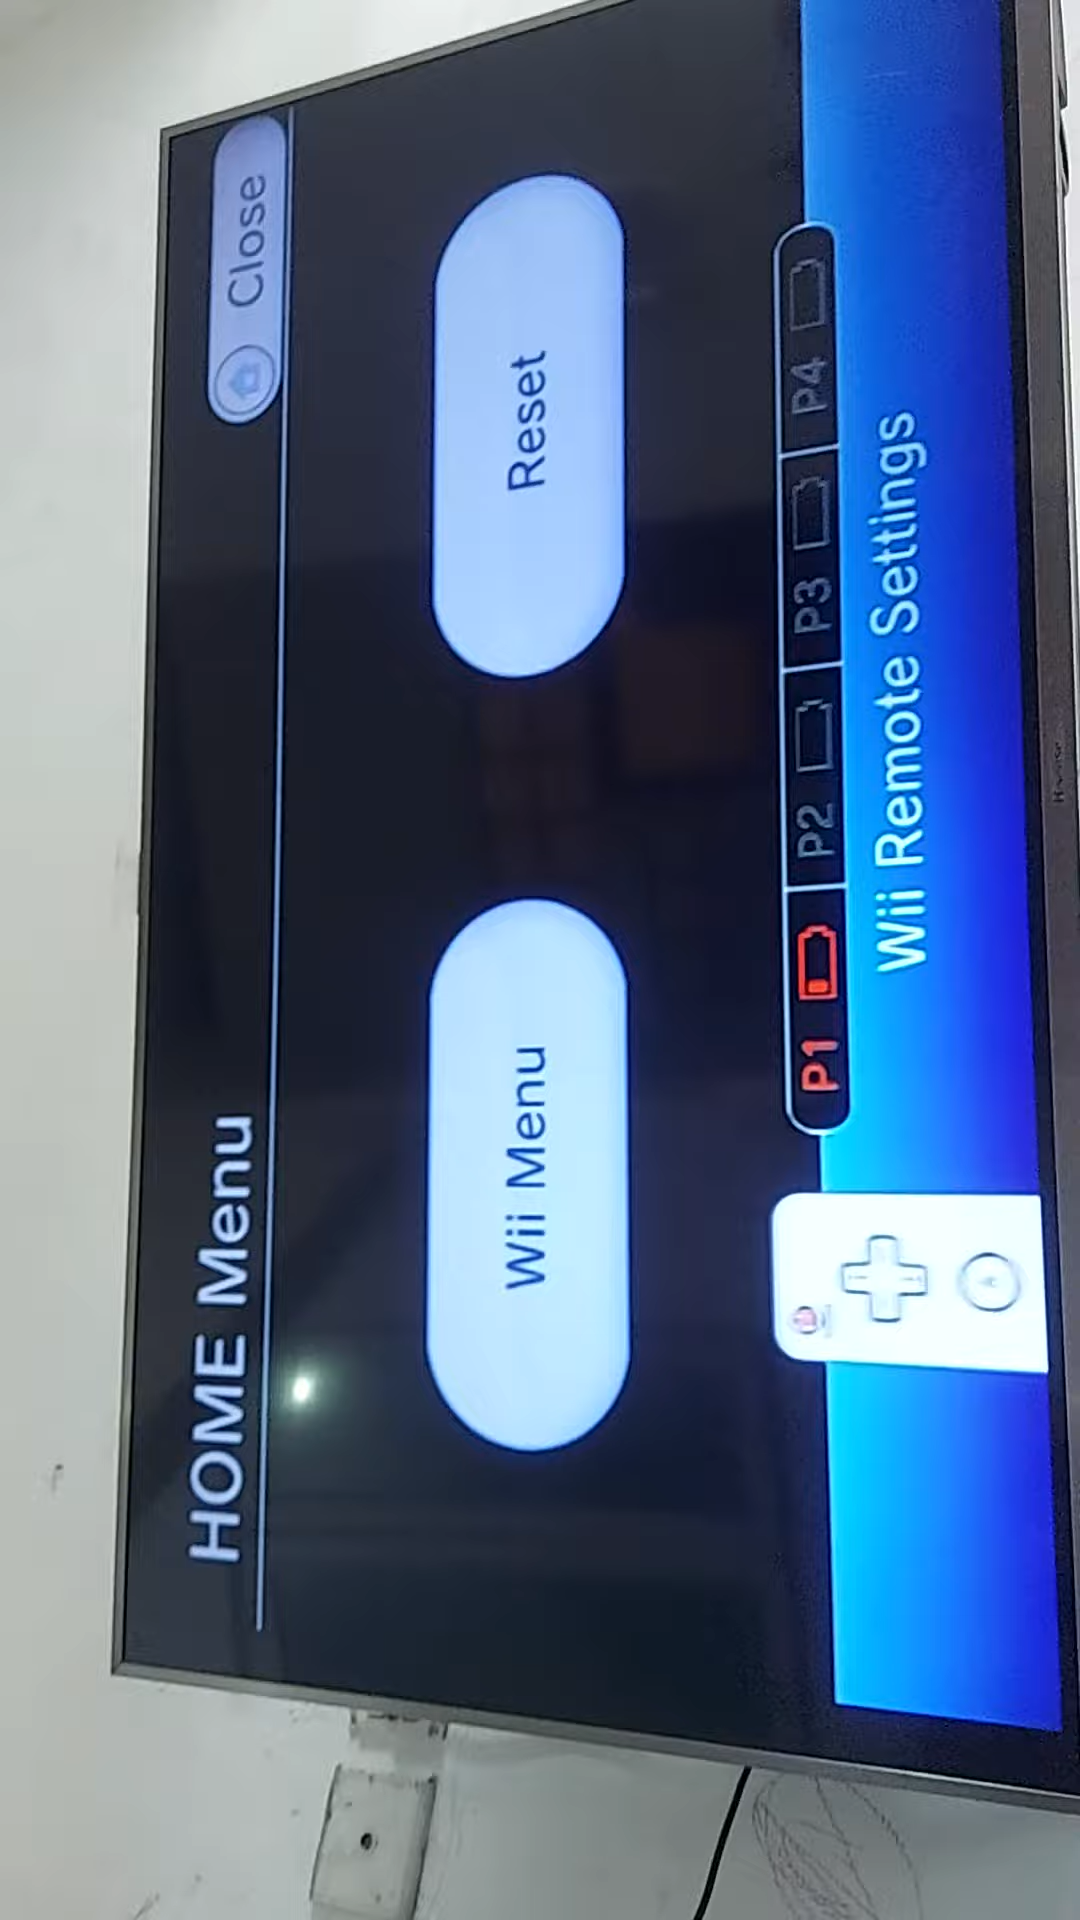 HOME Menu
Close
Wii Menu
Reset
P1 P2 P3 P4
Wii Remote Settings